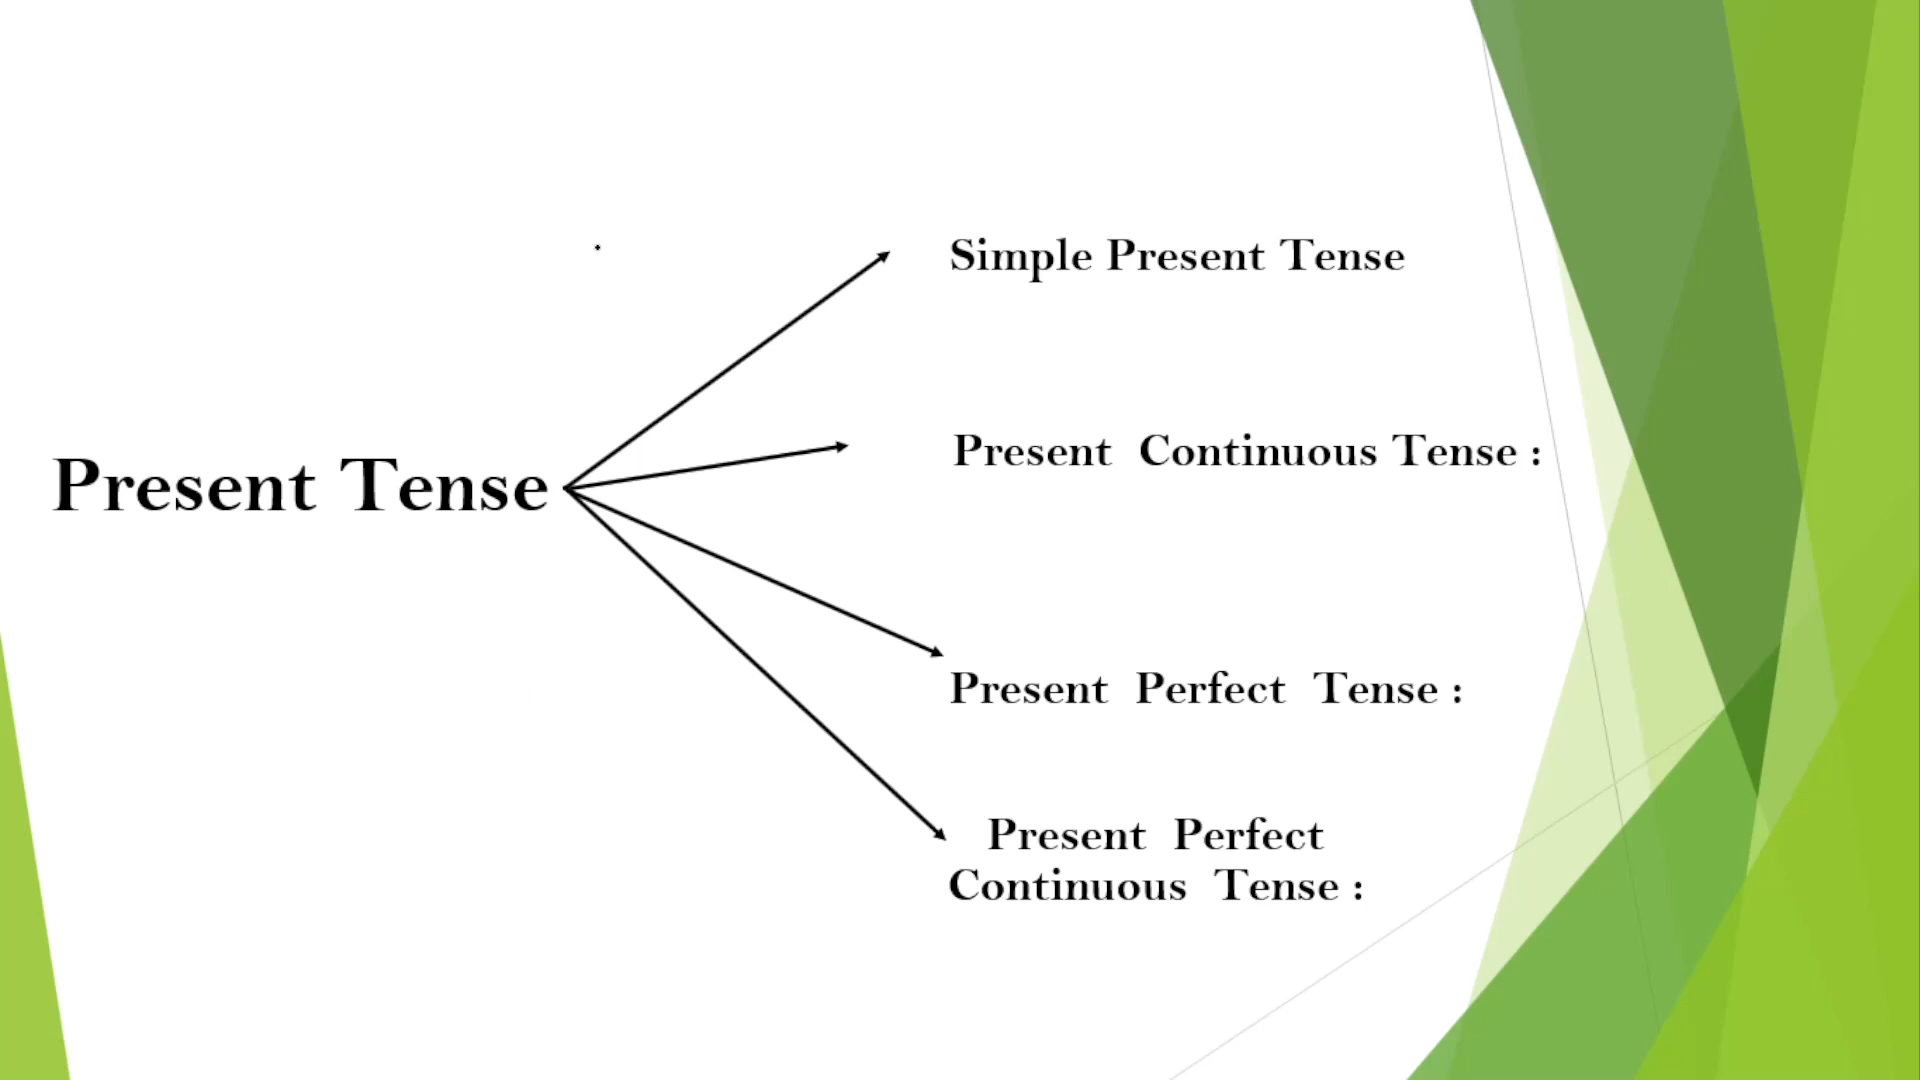 Simple Present Tense
Present Continuous Tense :
Present Tense
Present Perfect Tense :
Present Perfect
Continuous Tense :